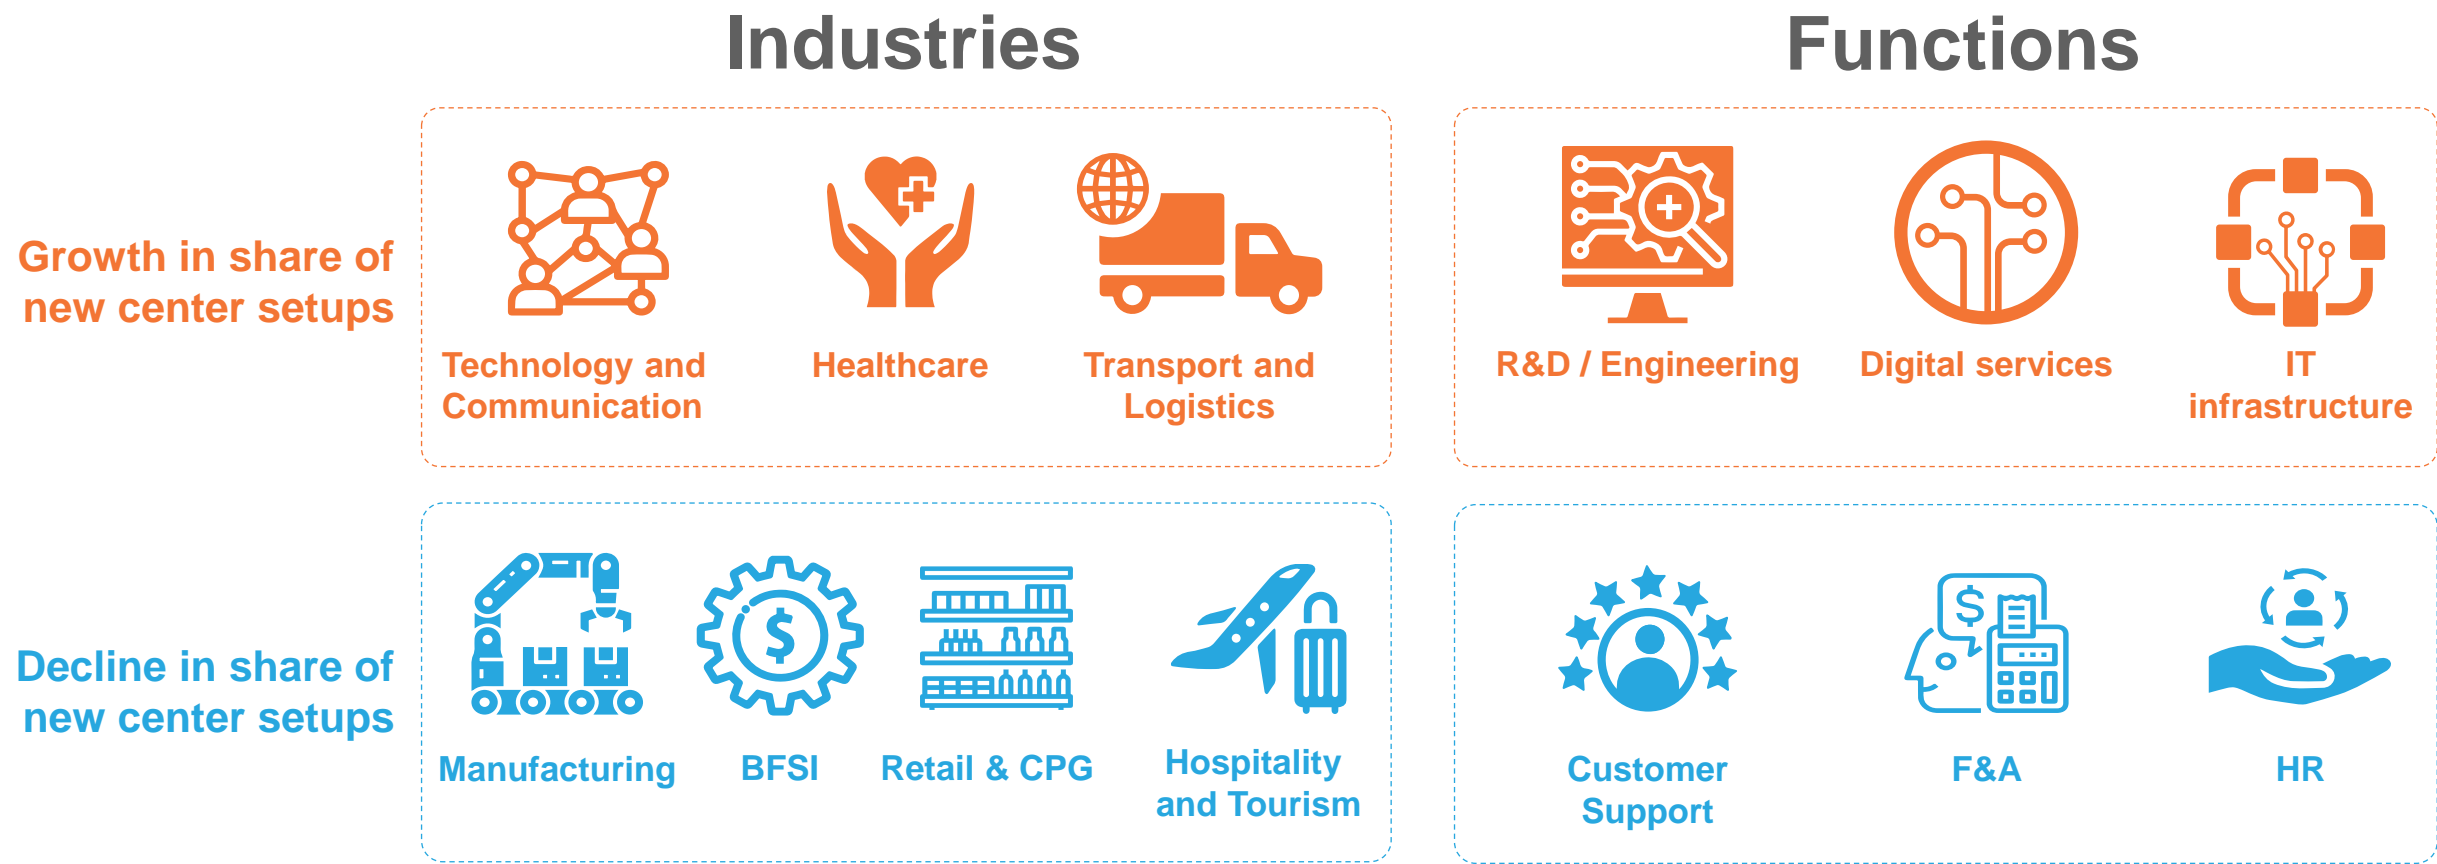 Industries
Functions
Growth in share of
new center setups
Technology and
Communication
Healthcare
Transport and
Logistics
R&D / Engineering
Digital services
IT
infrastructure
Decline in share of
new center setups
Manufacturing
BFSI
Retail & CPG
Hospitality
and Tourism
Customer
Support
F&A
HR